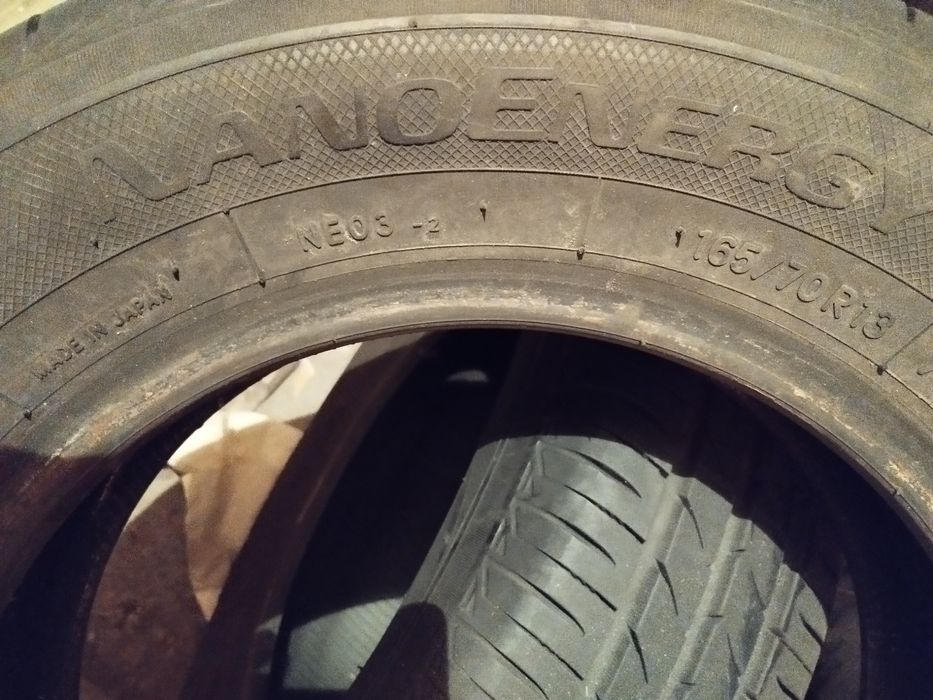 NANOENERGY
MADE IN JAPAN
NE03 -2
165/70R13